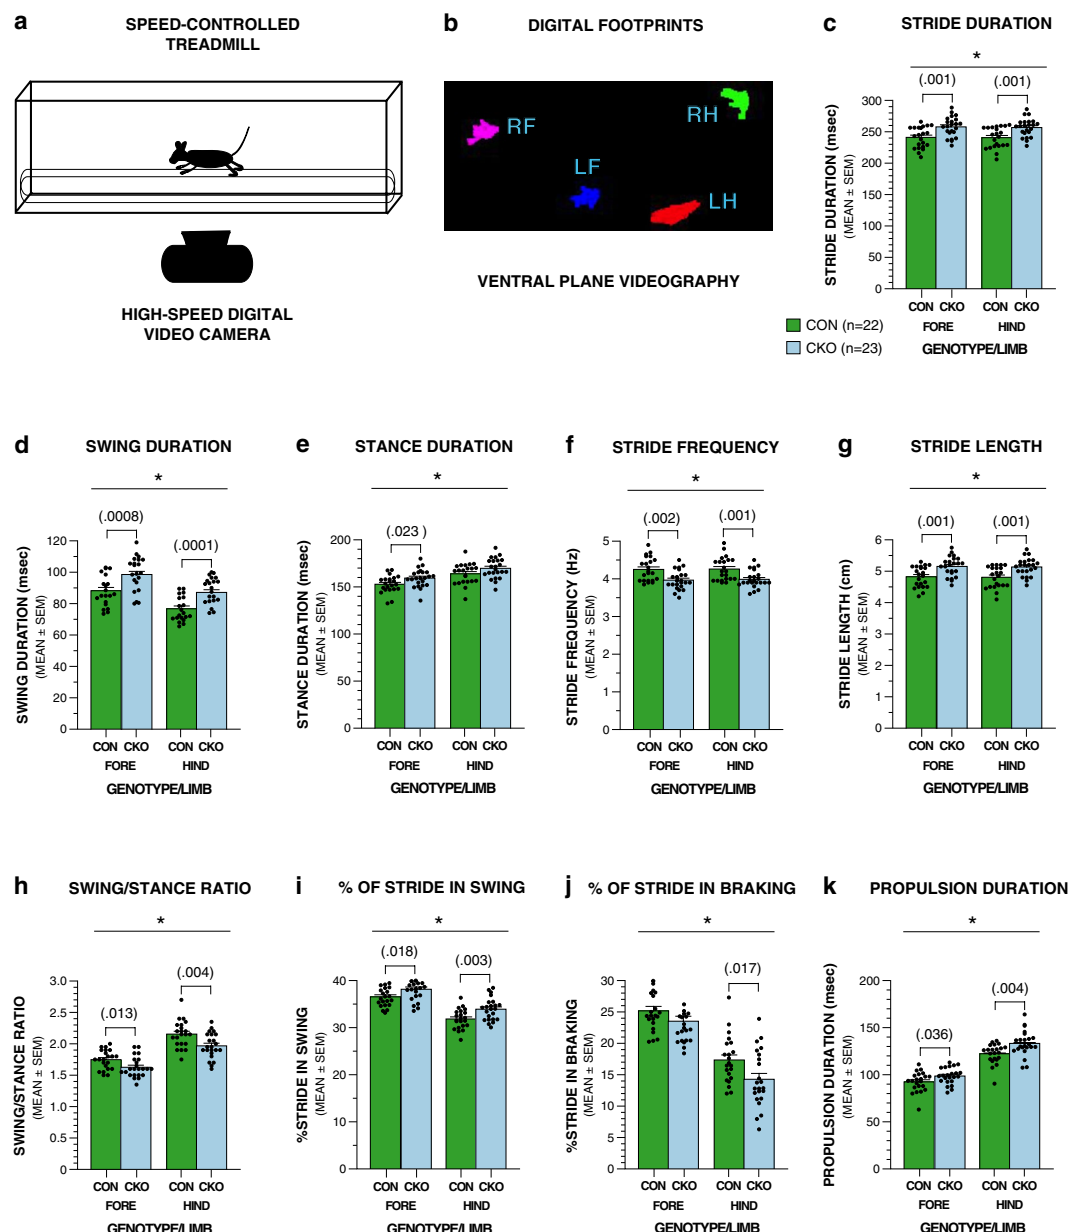 a
SPEED-CONTROLLED
TREADMILL
HIGH-SPEED DIGITAL
VIDEO CAMERA
b
DIGITAL FOOTPRINTS
RF
RH
LF
LH
VENTRAL PLANE VIDEOGRAPHY
c
STRIDE DURATION
*
(.001)
(.001)
STRIDE DURATION (msec)
(MEAN ± SEM)
300
250
200
150
100
50
0
CON CKO CON CKO
FORE HIND
GENOTYPE/LIMB
CON (n=22)
CKO (n=23)
d
SWING DURATION
*
(.0008)
(.0001)
SWING DURATION (msec)
(MEAN ± SEM)
120
100
80
60
40
20
0
CON CKO CON CKO
FORE HIND
GENOTYPE/LIMB
e
STANCE DURATION
*
(.023 )
STANCE DURATION (msec)
(MEAN ± SEM)
200
150
100
50
0
CON CKO CON CKO
FORE HIND
GENOTYPE/LIMB
f
STRIDE FREQUENCY
*
(.002)
(.001)
STRIDE FREQUENCY (Hz)
(MEAN ± SEM)
5
4
3
2
1
0
CON CKO CON CKO
FORE HIND
GENOTYPE/LIMB
g
STRIDE LENGTH
*
(.001)
(.001)
STRIDE LENGTH (cm)
(MEAN ± SEM)
6
5
4
3
2
1
0
CON CKO CON CKO
FORE HIND
GENOTYPE/LIMB
h
SWING/STANCE RATIO
*
(.013)
(.004)
SWING/STANCE RATIO
(MEAN ± SEM)
3.0
2.5
2.0
1.5
1.0
0.5
0
CON CKO CON CKO
FORE HIND
GENOTYPE/LIMB
i
% OF STRIDE IN SWING
*
(.018)
(.003)
%STRIDE IN SWING
(MEAN ± SEM)
40
30
20
10
0
CON CKO CON CKO
FORE HIND
GENOTYPE/LIMB
j
% OF STRIDE IN BRAKING
*
(.017)
%STRIDE IN BRAKING
(MEAN ± SEM)
30
25
20
15
10
5
0
CON CKO CON CKO
FORE HIND
GENOTYPE/LIMB
k
PROPULSION DURATION
*
(.036)
(.004)
PROPULSION DURATION (msec)
(MEAN ± SEM)
200
150
100
50
0
CON CKO CON CKO
FORE HIND
GENOTYPE/LIMB